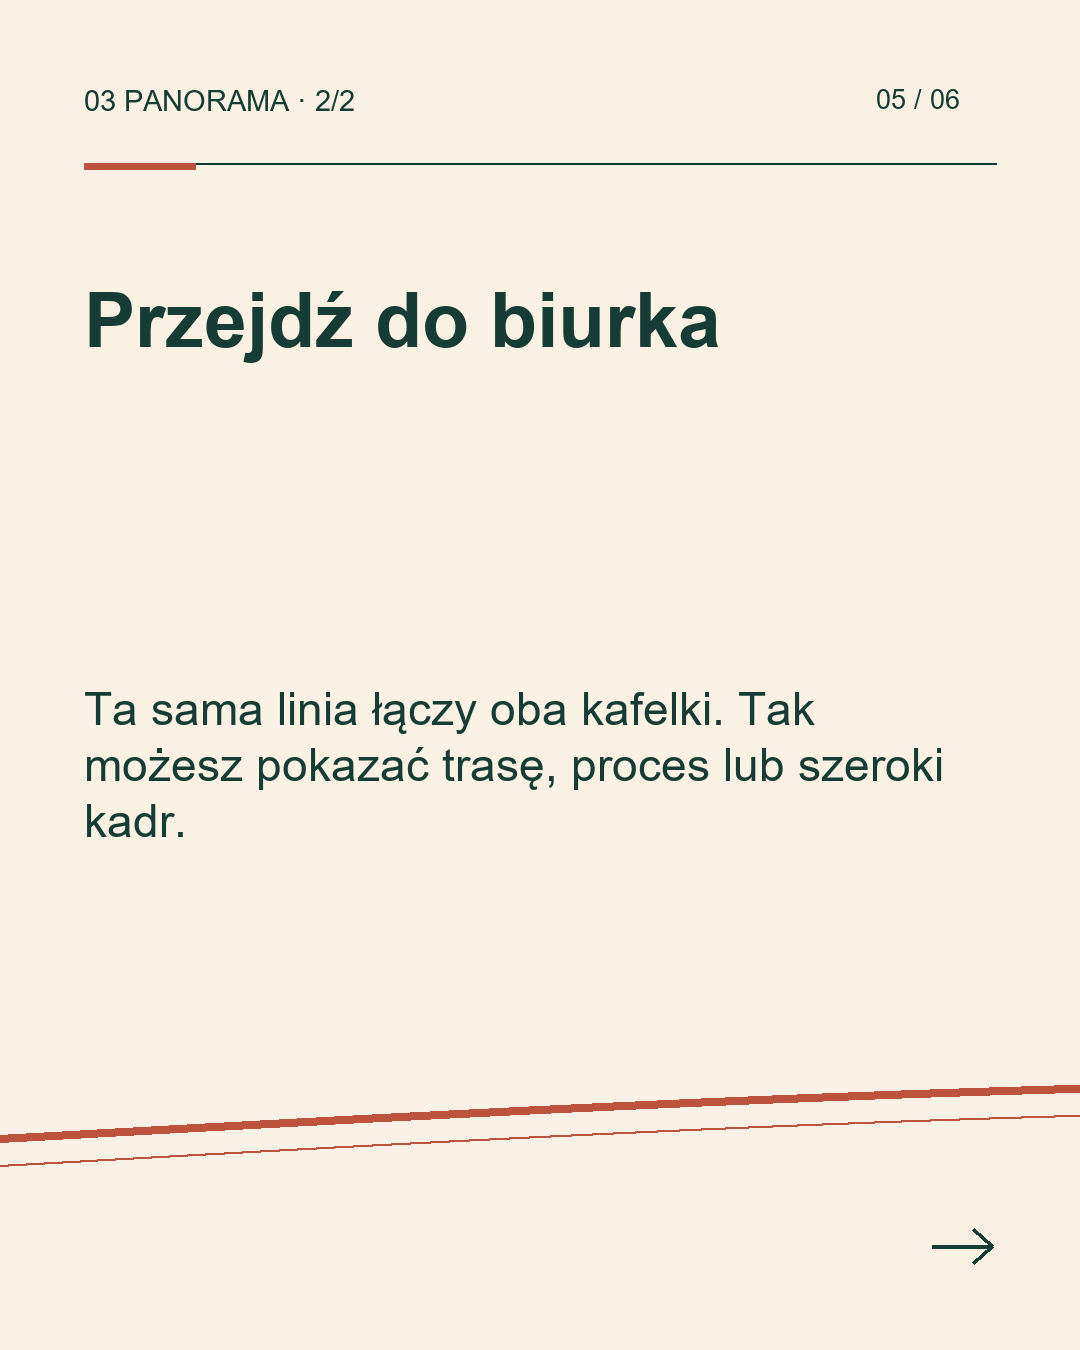 03 PANORAMA · 2/2
05 / 06
Przejdź do biurka
Ta sama linia łączy oba kafelki. Tak
możesz pokazać trasę, proces lub szeroki
kadr.